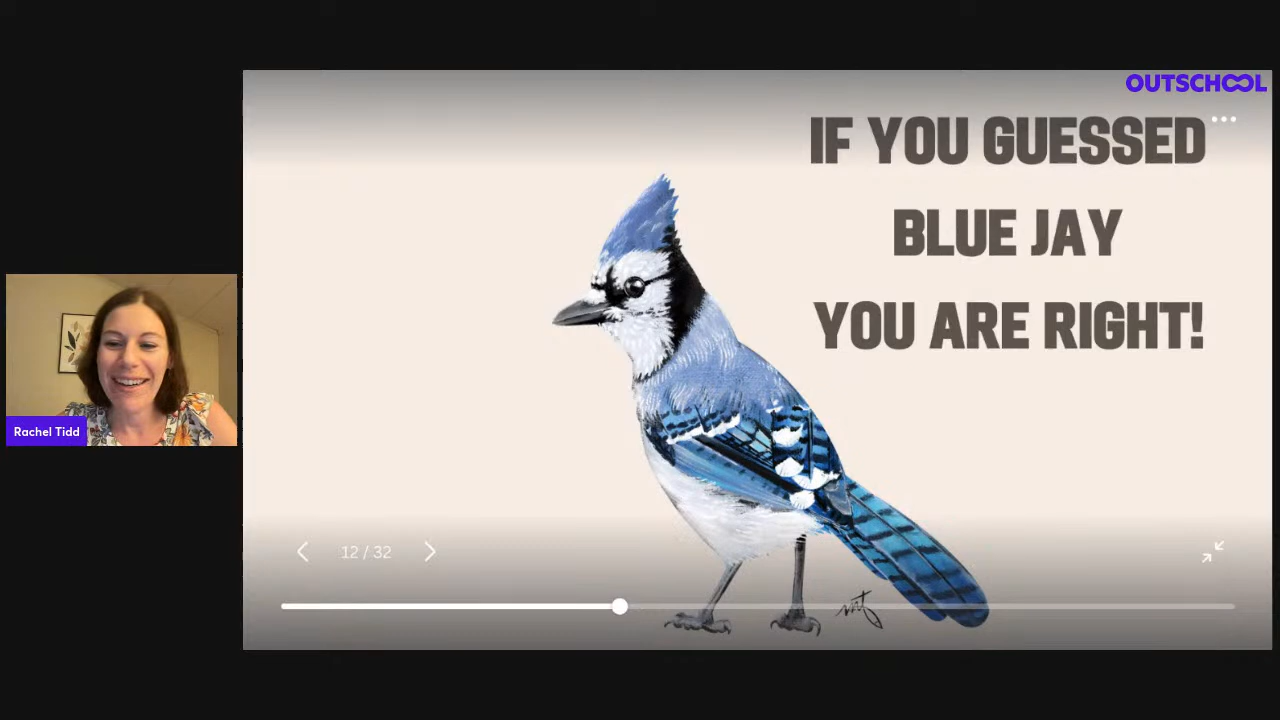 OUTSCHOOL
IF YOU GUESSED
BLUE JAY
YOU ARE RIGHT!
Rachel Tidd
12 / 32